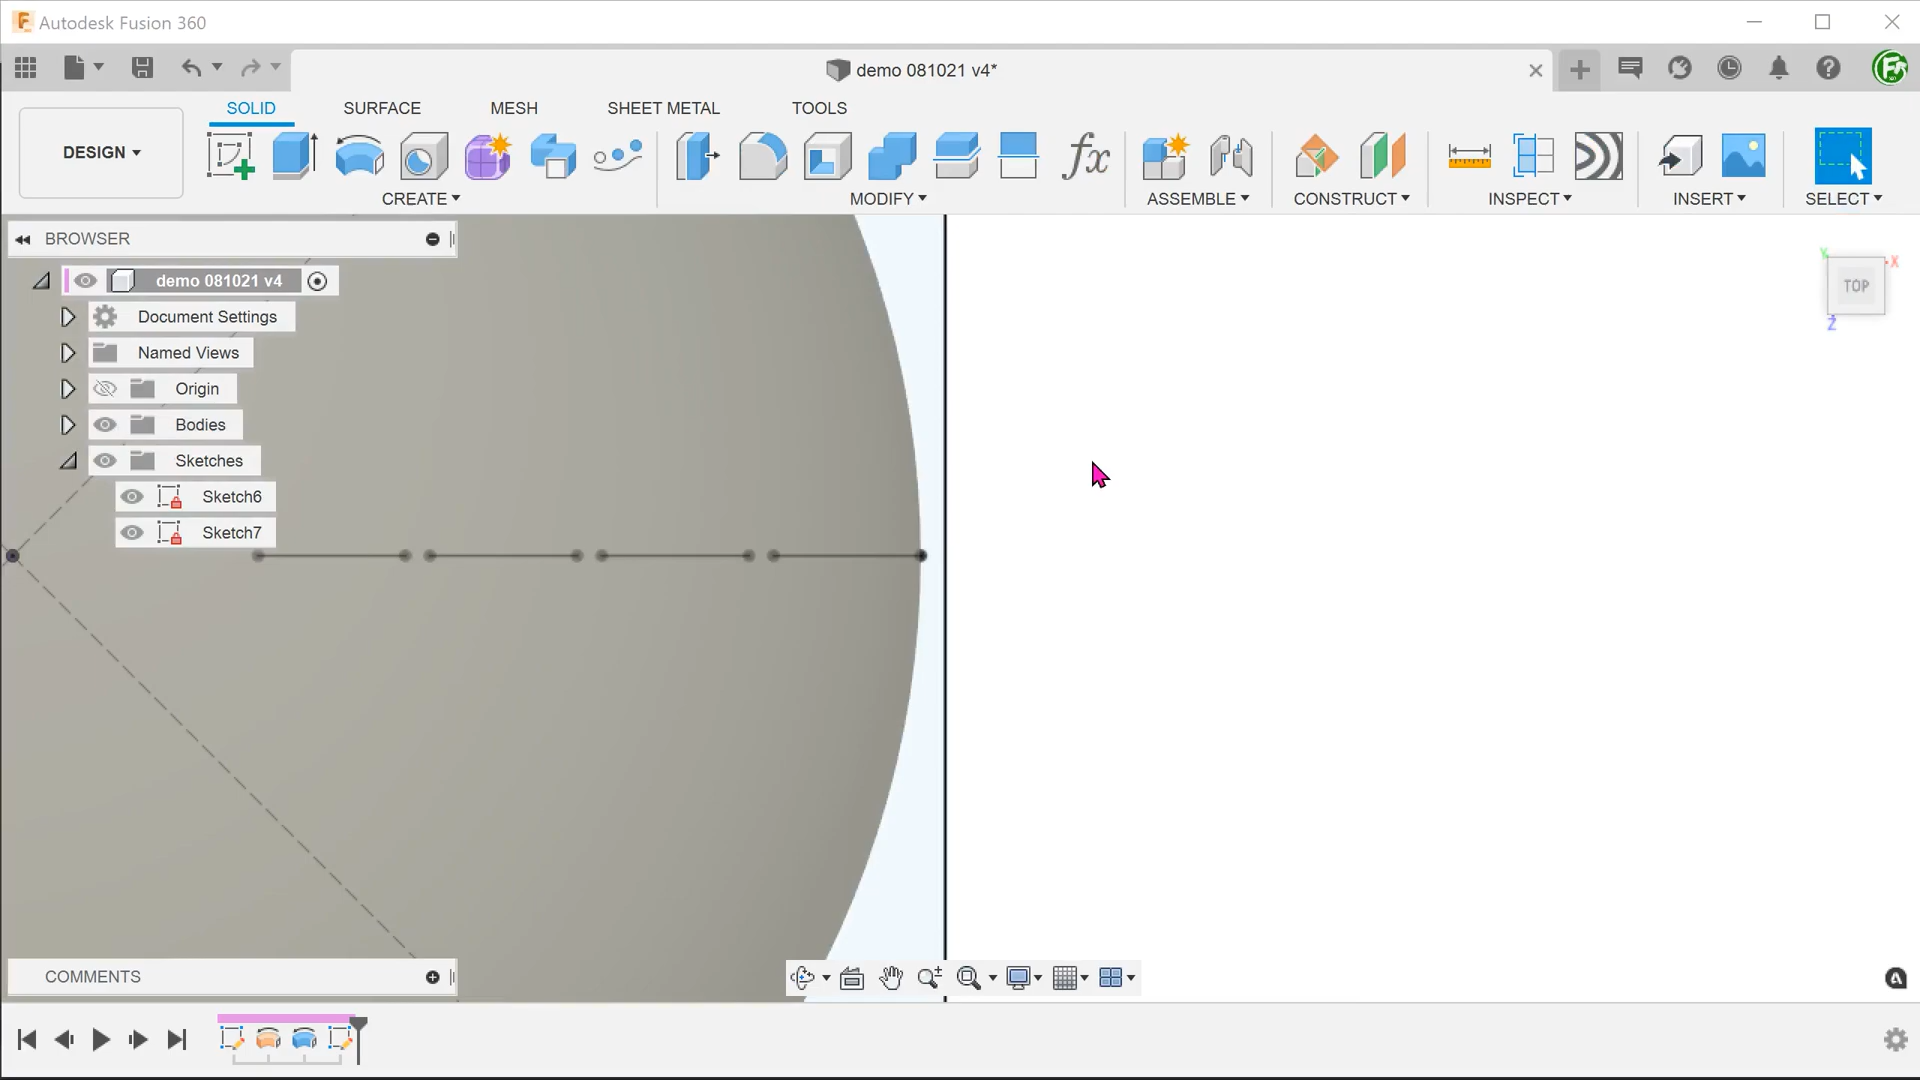 Autodesk Fusion 360
demo 081021 v4*
SOLID SURFACE MESH SHEET METAL TOOLS
DESIGN
fx
CREATE MODIFY ASSEMBLE CONSTRUCT INSPECT INSERT SELECT
BROWSER
demo 081021 v4
Document Settings
Named Views
Origin
Bodies
Sketches
Sketch6
Sketch7
Y
X
TOP
Z
COMMENTS